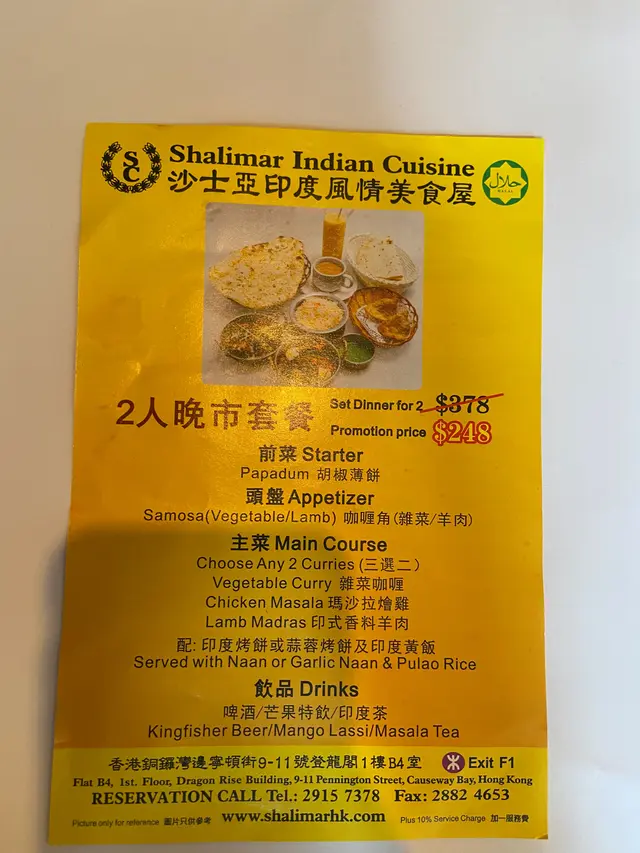 SC
Shalimar Indian Cuisine
沙士亞印度風情美食屋
حلال
HALAL
2人晚市套餐
Set Dinner for 2 $378
Promotion price $248
前菜 Starter
Papadum 胡椒薄餅
頭盤 Appetizer
Samosa(Vegetable/Lamb) 咖喱角(雜菜/羊肉)
主菜 Main Course
Choose Any 2 Curries (三選二)
Vegetable Curry 雜菜咖喱
Chicken Masala 瑪沙拉燴雞
Lamb Madras 印式香料羊肉
配: 印度烤餅或蒜蓉烤餅及印度黃飯
Served with Naan or Garlic Naan & Pulao Rice
飲品 Drinks
啤酒/芒果特飲/印度茶
Kingfisher Beer/Mango Lassi/Masala Tea
香港銅鑼灣邊寧頓街9-11號登龍閣1樓B4室 Exit F1
Flat B4, 1st. Floor, Dragon Rise Building, 9-11 Pennington Street, Causeway Bay, Hong Kong
RESERVATION CALL Tel.: 2915 7378 Fax: 2882 4653
Picture only for reference 圖片只供參考 www.shalimarhk.com Plus 10% Service Charge 加一服務費